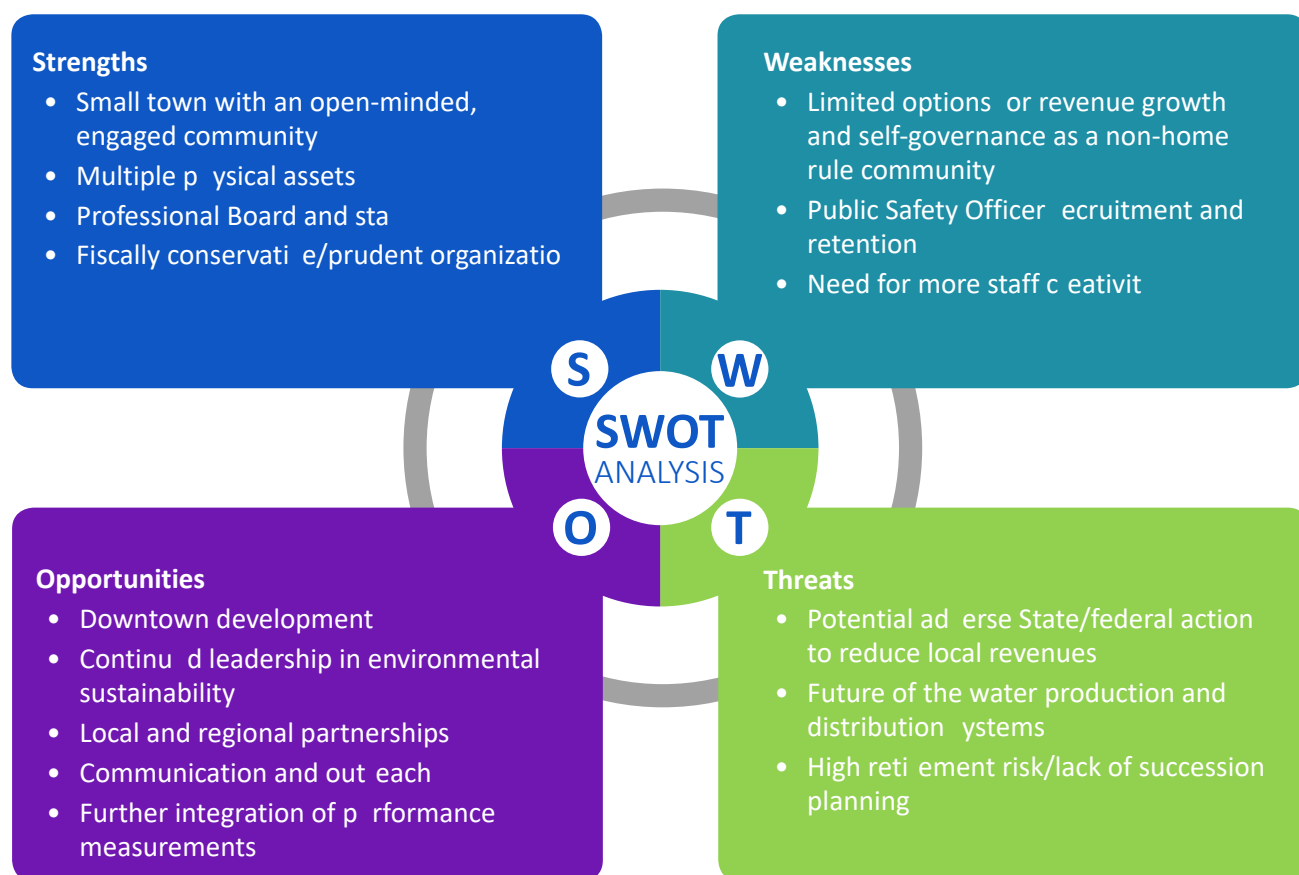 Strengths
• Small town with an open-minded,
engaged community
• Multiple p ysical assets
• Professional Board and sta
• Fiscally conservati e/prudent organizatio
Weaknesses
• Limited options or revenue growth
and self-governance as a non-home
rule community
• Public Safety Officer ecruitment and
retention
• Need for more staff c eativit
S
W
SWOT
ANALYSIS
O
T
Opportunities
• Downtown development
• Continu d leadership in environmental
sustainability
• Local and regional partnerships
• Communication and out each
• Further integration of p rformance
measurements
Threats
• Potential ad erse State/federal action
to reduce local revenues
• Future of the water production and
distribution ystems
• High reti ement risk/lack of succession
planning